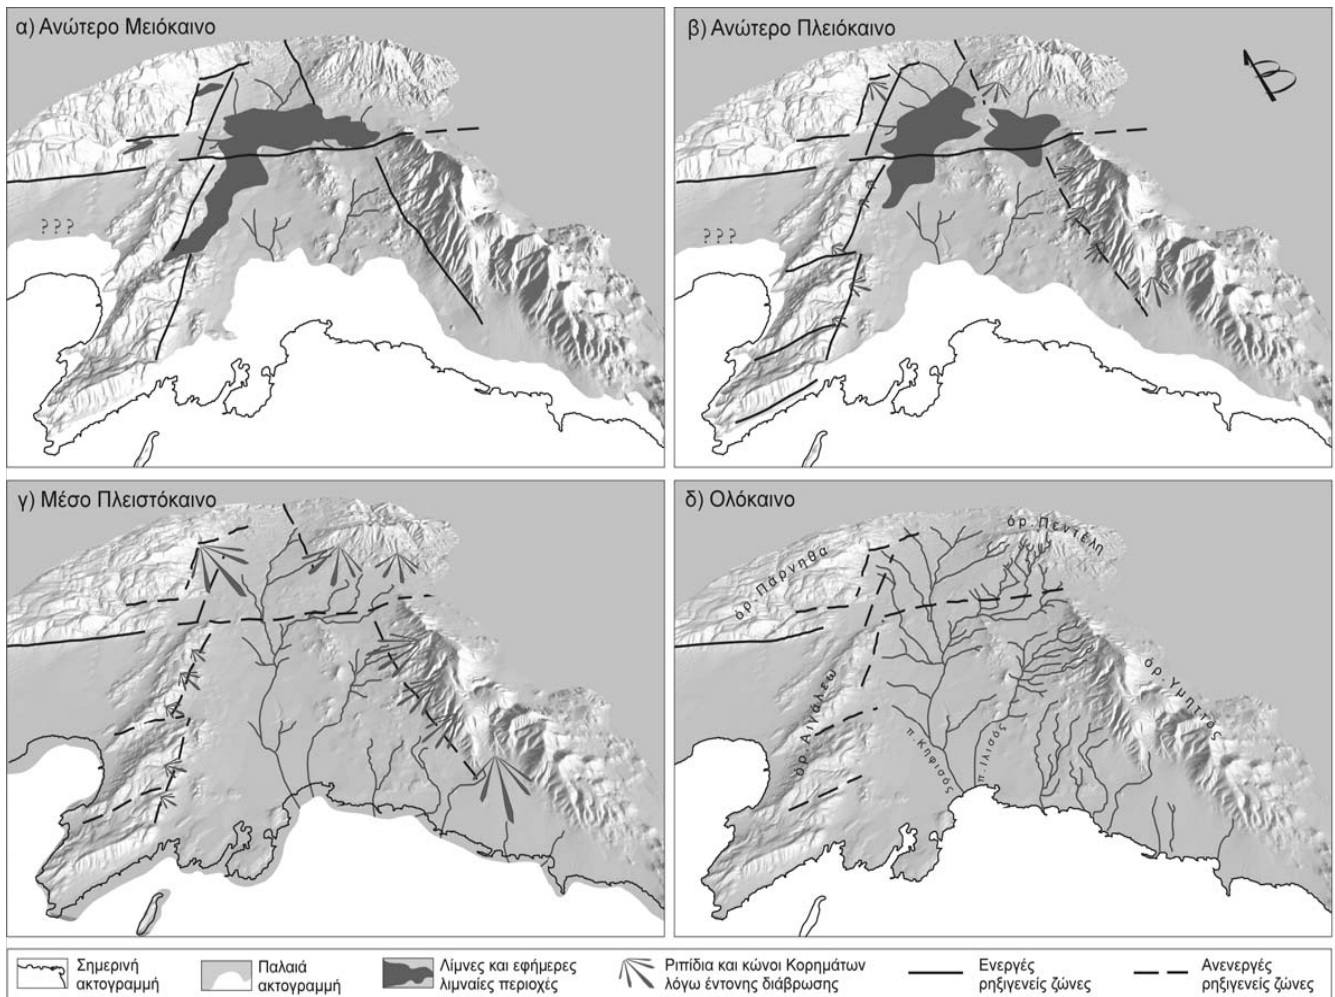 α) Ανώτερο Μειόκαινο
???
β) Ανώτερο Πλειόκαινο
???
γ) Μέσο Πλειστόκαινο
δ) Ολόκαινο
όρ. Πεντέλη
όρ. Πάρνηθα
όρ. Αιγάλεω
όρ. Υμηττός
π. Κηφισός
π. Ιλισός
Σημερινή
ακτογραμμή
Παλαιά
ακτογραμμή
Λίμνες και εφήμερες
λιμναίες περιοχές
Ριπίδια και κώνοι Κορημάτων
λόγω έντονης διάβρωσης
Ενεργές
ρηξιγενείς ζώνες
Ανενεργές
ρηξιγενείς ζώνες